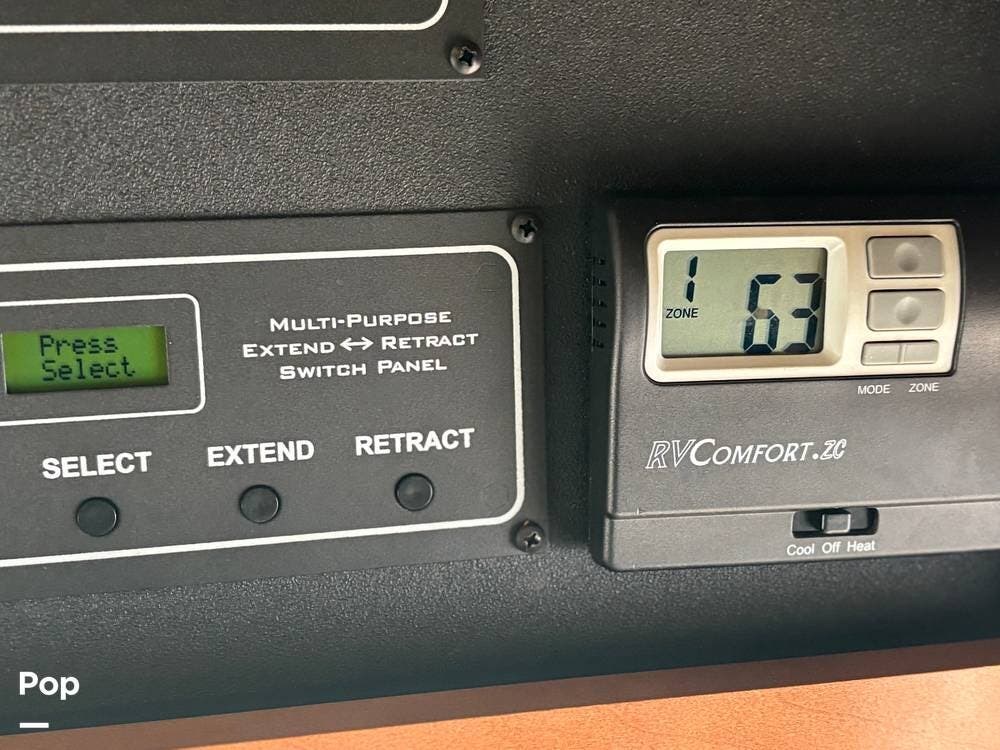 Press
Select
MULTI-PURPOSE
EXTEND ↔ RETRACT
SWITCH PANEL
SELECT
EXTEND
RETRACT
1
ZONE
63
MODE ZONE
RVCOMFORT.ZC
Cool Off Heat
Pop